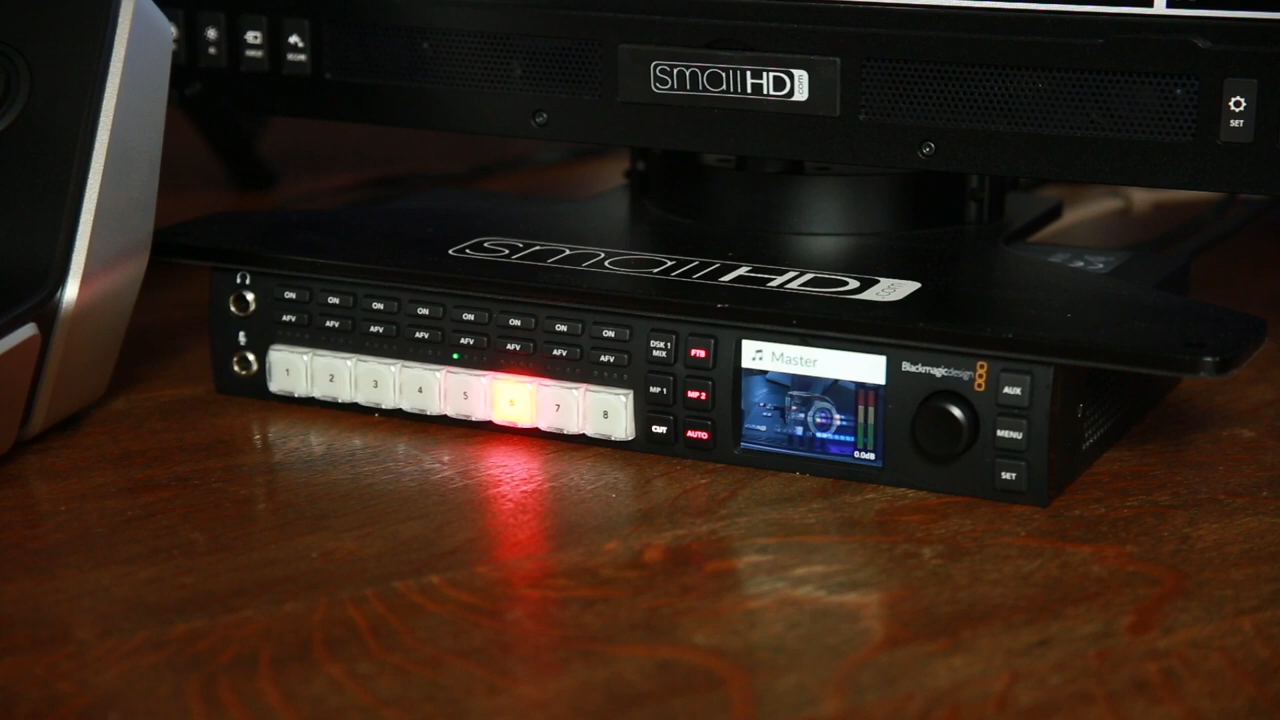 smallHD.com
SET
smallHD.com
ON ON ON ON ON ON ON ON
AFV AFV AFV AFV AFV AFV AFV AFV
1 2 3 4 5 6 7 8
DSK 1
MIX
FTB
MP 1
MP 2
CUT
AUTO
Master
0.0dB
Blackmagicdesign
AUX
MENU
SET